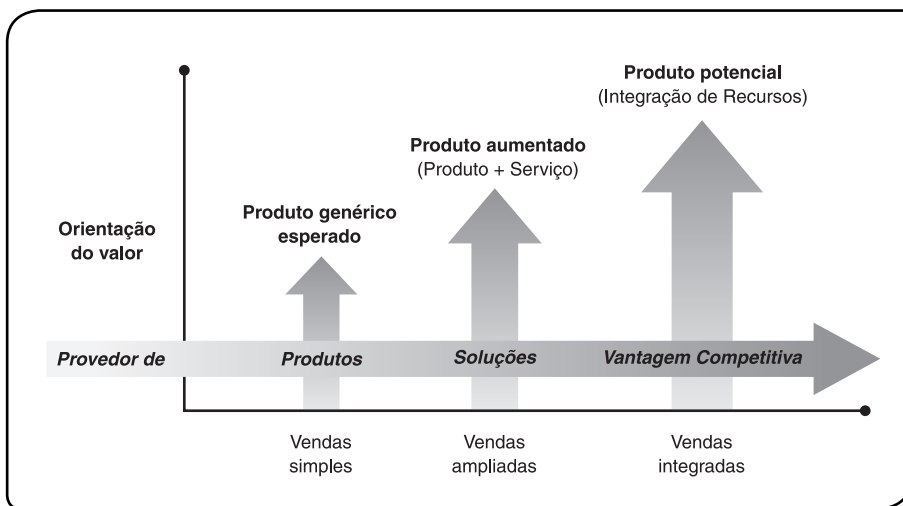 Produto potencial
(Integração de Recursos)
Produto aumentado
(Produto + Serviço)
Produto genérico
esperado
Orientação
do valor
Provedor de
Produtos
Soluções
Vantagem Competitiva
Vendas
simples
Vendas
ampliadas
Vendas
integradas